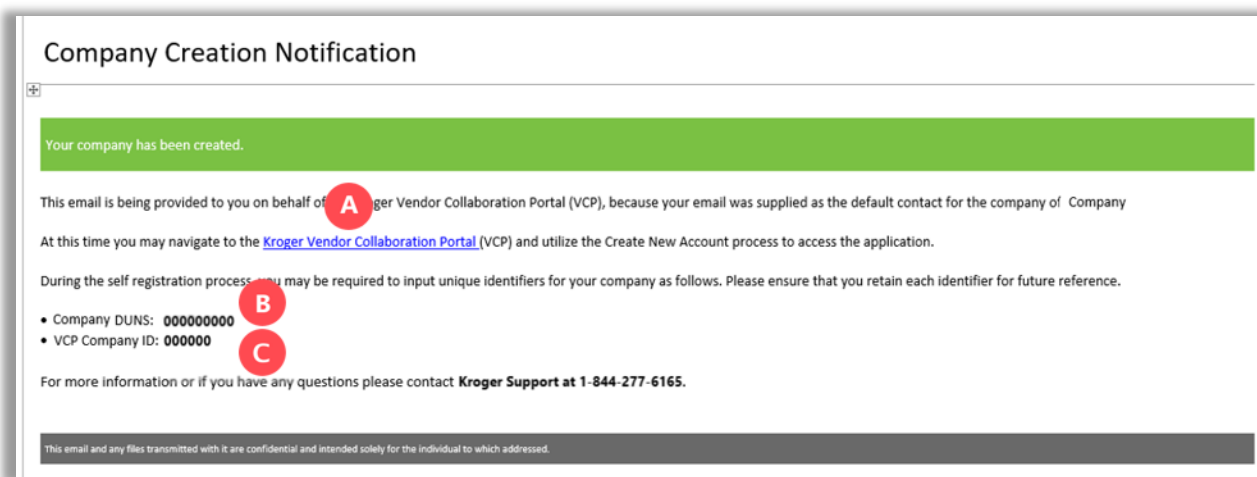 Company Creation Notification
Your company has been created.
This email is being provided to you on behalf of A ger Vendor Collaboration Portal (VCP), because your email was supplied as the default contact for the company of Company
At this time you may navigate to the Kroger Vendor Collaboration Portal (VCP) and utilize the Create New Account process to access the application.
During the self registration process, you may be required to input unique identifiers for your company as follows. Please ensure that you retain each identifier for future reference.
B
• Company DUNS: 000000000
• VCP Company ID: 000000
C
For more information or if you have any questions please contact Kroger Support at 1-844-277-6165.
This email and any files transmitted with it are confidential and intended solely for the individual to which addressed.